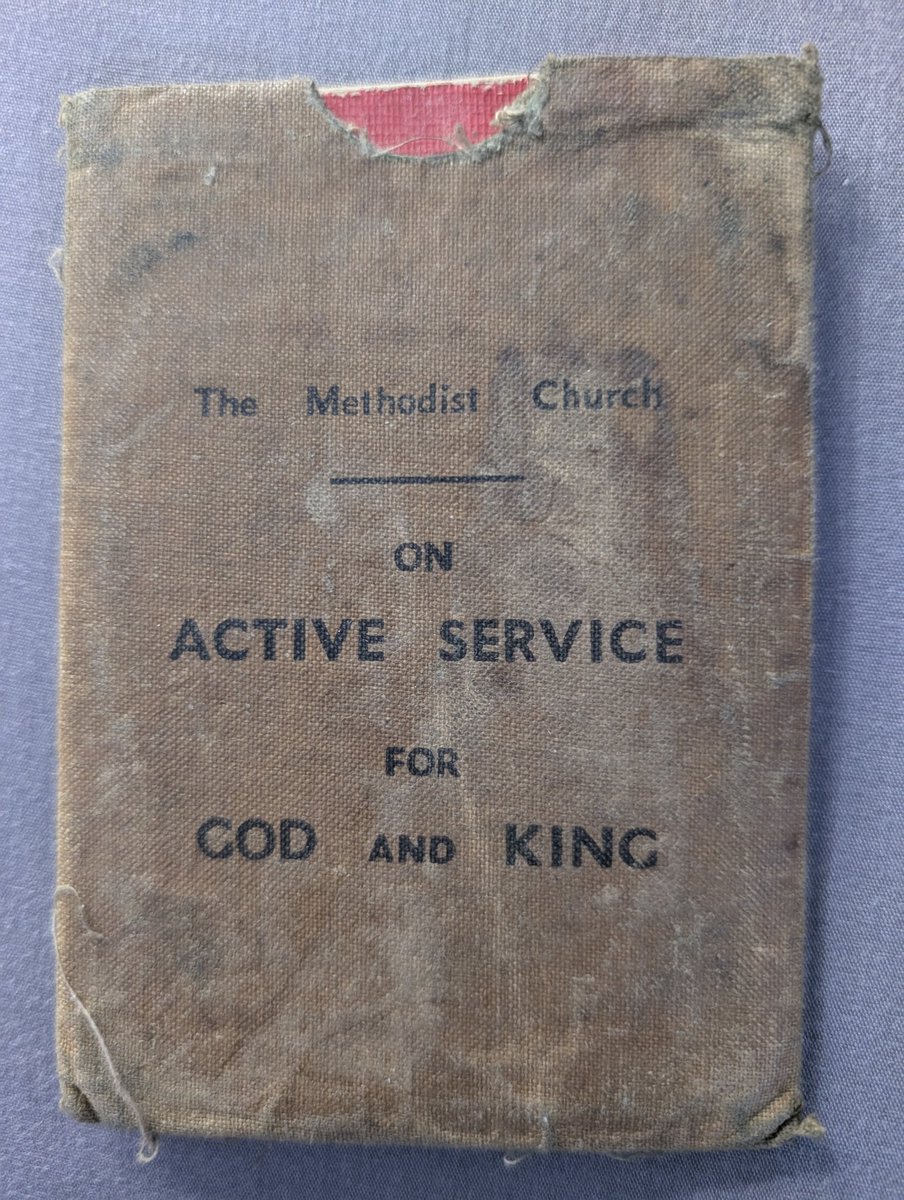 The Methodist Church
ON
ACTIVE SERVICE
FOR
GOD AND KING